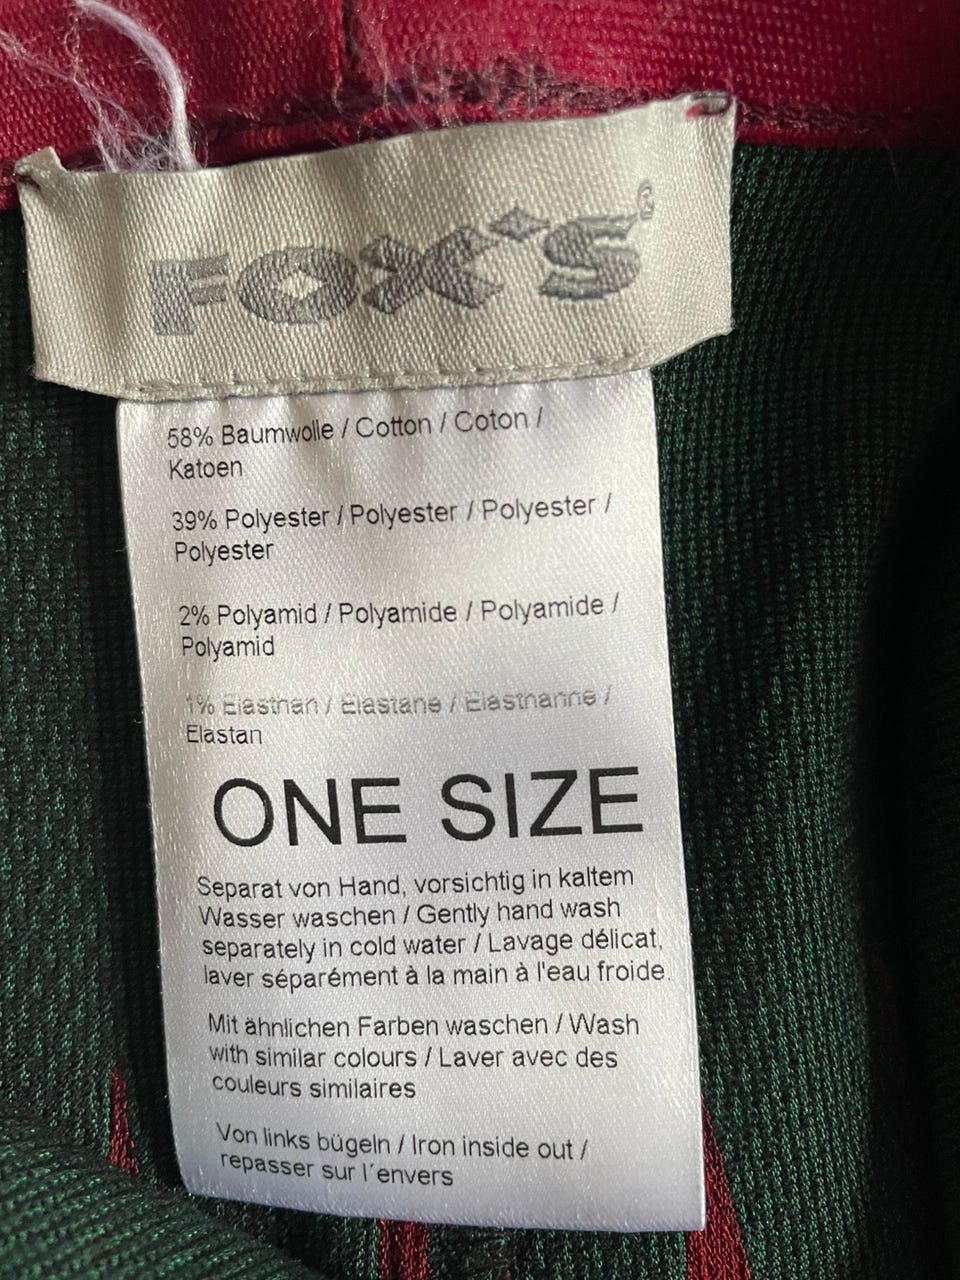 FOX'S®
58% Baumwolle / Cotton / Coton /
Katoen
39% Polyester / Polyester / Polyester /
Polyester
2% Polyamid / Polyamide / Polyamide /
Polyamid
1% Elasthan / Elastane / Elasthanne /
Elastan
ONE SIZE
Separat von Hand, vorsichtig in kaltem
Wasser waschen / Gently hand wash
separately in cold water / Lavage délicat,
laver séparément à la main à l'eau froide.
Mit ähnlichen Farben waschen / Wash
with similar colours / Laver avec des
couleurs similaires
Von links bügeln / Iron inside out /
repasser sur l´envers